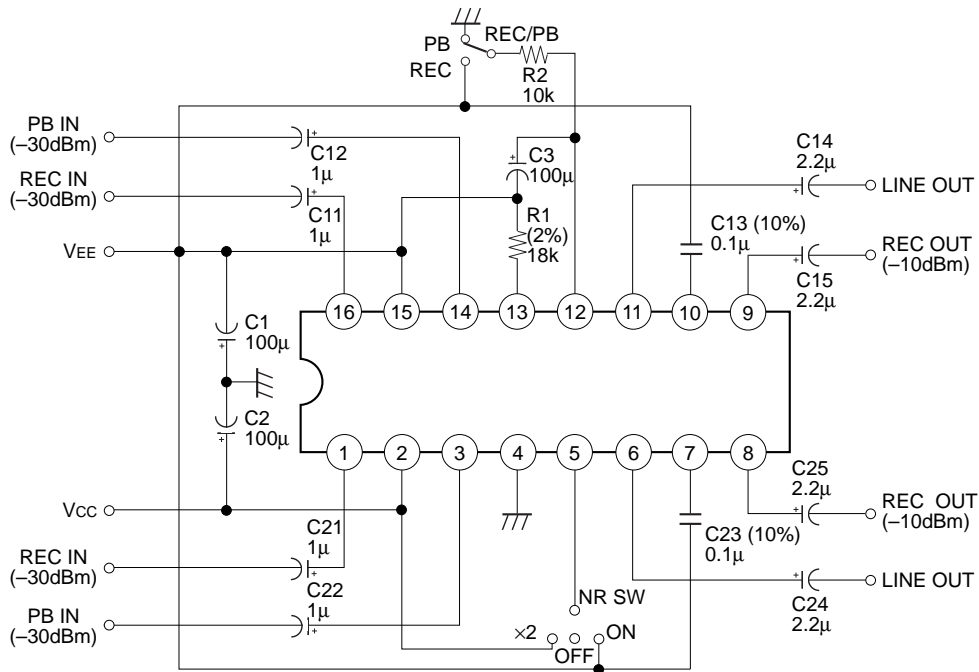 PB
REC/PB
REC
R2
10k
PB IN
(–30dBm)
C12
1μ
C3
100μ
C14
2.2μ
LINE OUT
REC IN
(–30dBm)
C11
1μ
R1
(2%)
18k
C13 (10%)
0.1μ
REC OUT
(–10dBm)
C15
2.2μ
VEE
16
15
14
13
12
11
10
9
C1
100μ
C2
100μ
1
2
3
4
5
6
7
8
C25
2.2μ
REC OUT
(–10dBm)
VCC
C21
1μ
REC IN
(–30dBm)
C23 (10%)
0.1μ
C22
1μ
LINE OUT
C24
2.2μ
PB IN
(–30dBm)
NR SW
×2
OFF
ON